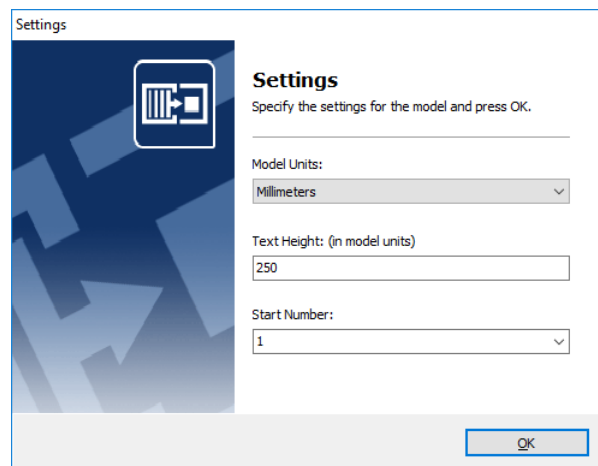 Settings
Settings
Specify the settings for the model and press OK.
Model Units:
Millimeters
Text Height: (in model units)
250
Start Number:
1
OK